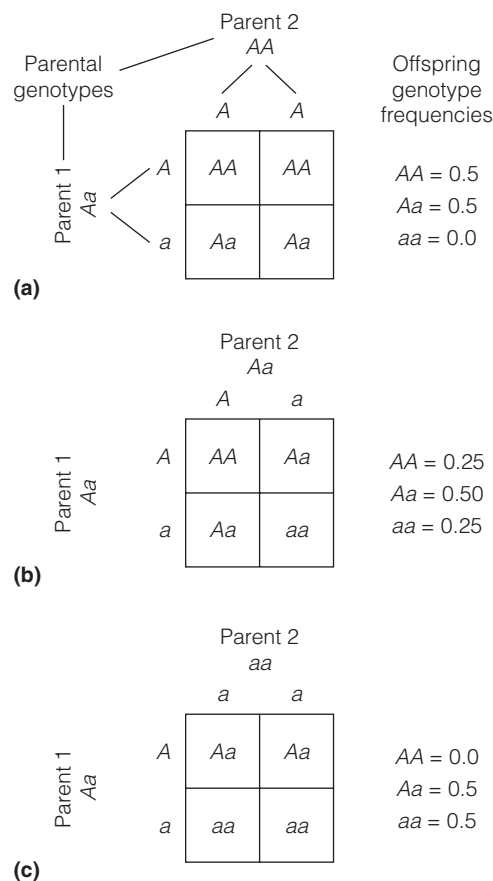 Parent 2
AA
Parental
genotypes
Offspring
genotype
frequencies
A A
Parent 1
Aa
A AA AA
a Aa Aa
AA = 0.5
Aa = 0.5
aa = 0.0
(a)
Parent 2
Aa
A a
Parent 1
Aa
A AA Aa
a Aa aa
AA = 0.25
Aa = 0.50
aa = 0.25
(b)
Parent 2
aa
a a
Parent 1
Aa
A Aa Aa
a aa aa
AA = 0.0
Aa = 0.5
aa = 0.5
(c)